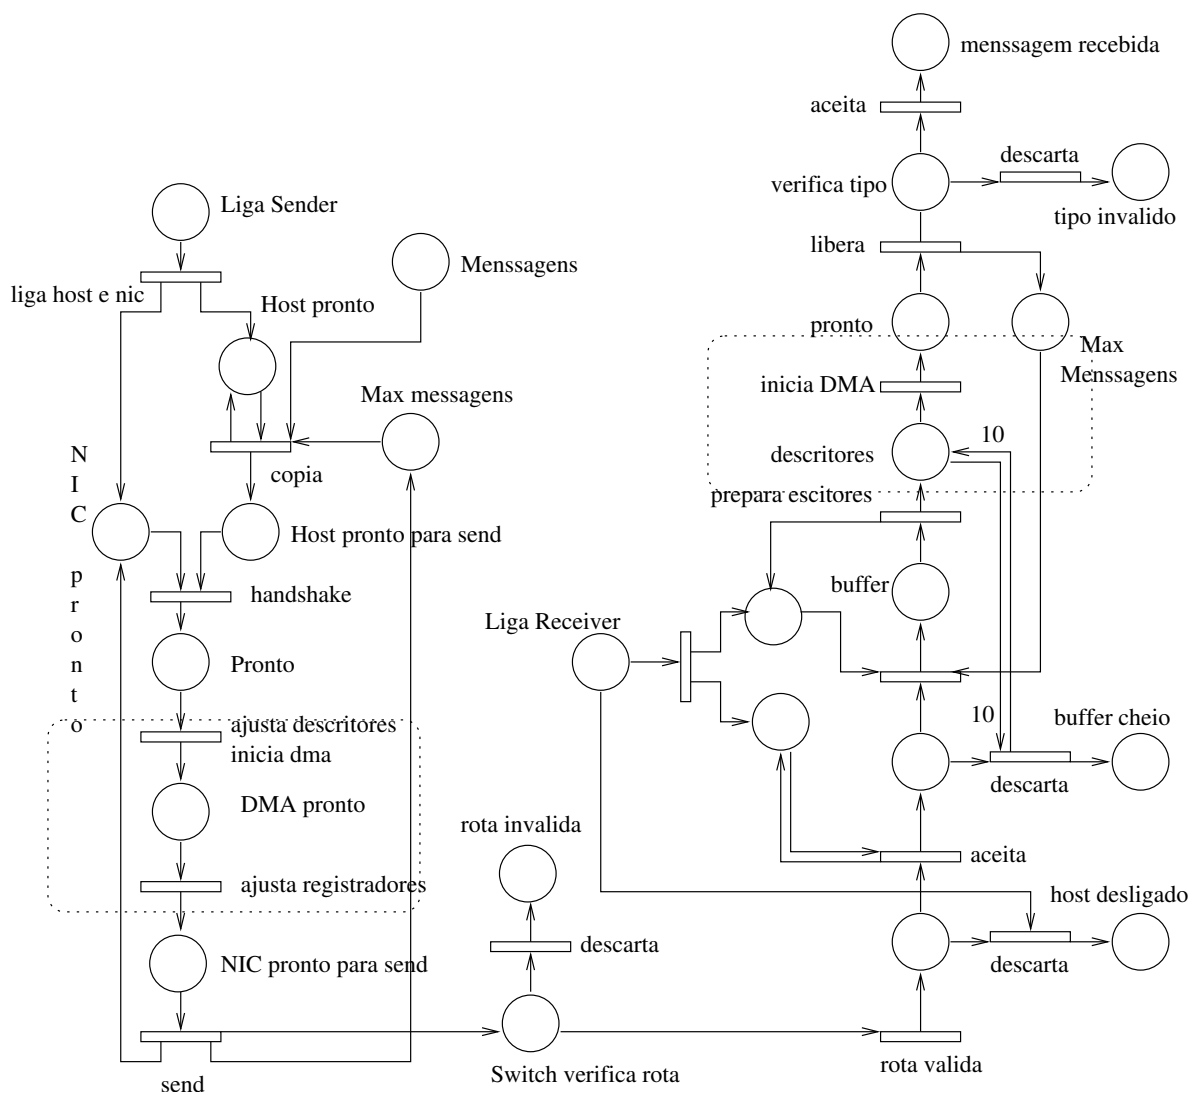 menssagem recebida
aceita
descarta
verifica tipo
tipo invalido
Liga Sender
libera
Menssagens
liga host e nic
Host pronto
pronto
Max
Menssagens
inicia DMA
Max messagens
10
descritores
N
I
C
copia
prepara escitores
Host pronto para send
p
r
o
n
t
o
handshake
buffer
Liga Receiver
Pronto
10
buffer cheio
ajusta descritores
inicia dma
descarta
DMA pronto
rota invalida
aceita
ajusta registradores
host desligado
descarta
NIC pronto para send
descarta
rota valida
Switch verifica rota
send